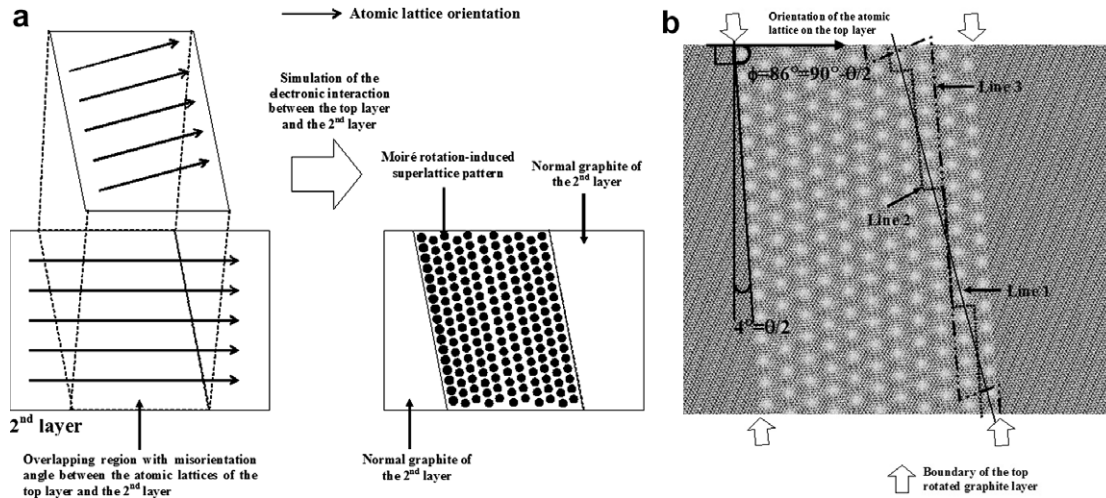 a
Atomic lattice orientation
Simulation of the
electronic interaction
between the top layer
and the 2nd layer
Moiré rotation-induced
superlattice pattern
Normal graphite of
the 2nd layer
2nd layer
Overlapping region with misorientation
angle between the atomic lattices of the
top layer and the 2nd layer
Normal graphite of
the 2nd layer
b
Orientation of the atomic
lattice on the top layer
ϕ=86°=90°-θ/2
Line 3
Line 2
Line 1
4°=θ/2
Boundary of the top
rotated graphite layer